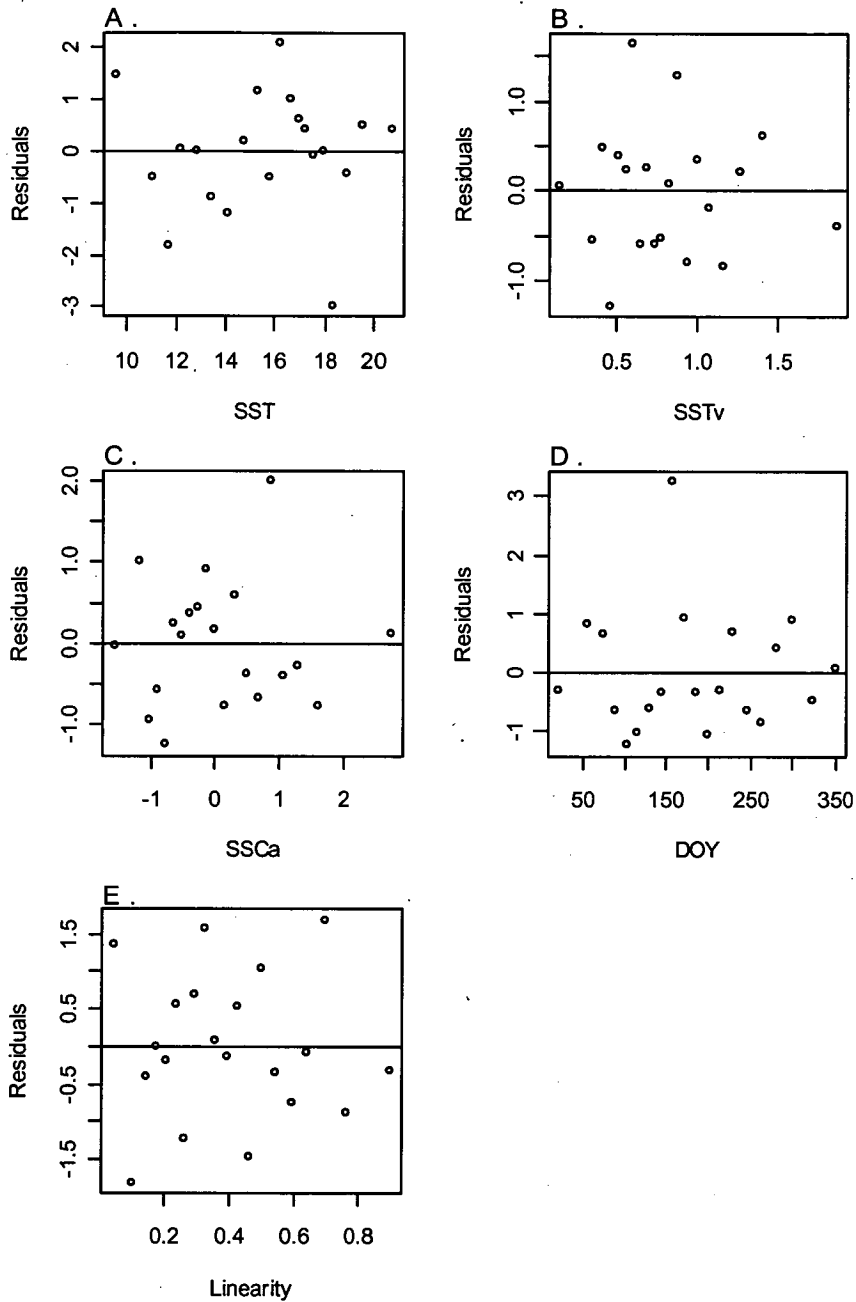 A .
Residuals
2
1
0
-1
-2
-3
10 12 14 16 18 20
SST
B .
Residuals
1.0
0.0
-1.0
0.5 1.0 1.5
SSTv
C .
Residuals
2.0
1.0
0.0
-1.0
-1 0 1 2
SSCa
D .
Residuals
3
2
1
0
-1
50 150 250 350
DOY
E .
Residuals
1.5
0.5
-0.5
-1.5
0.2 0.4 0.6 0.8
Linearity